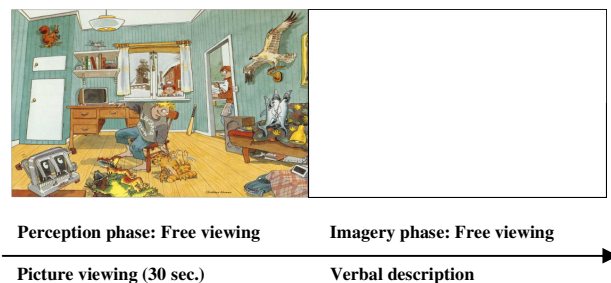 Perception phase: Free viewing
Imagery phase: Free viewing
Picture viewing (30 sec.)
Verbal description